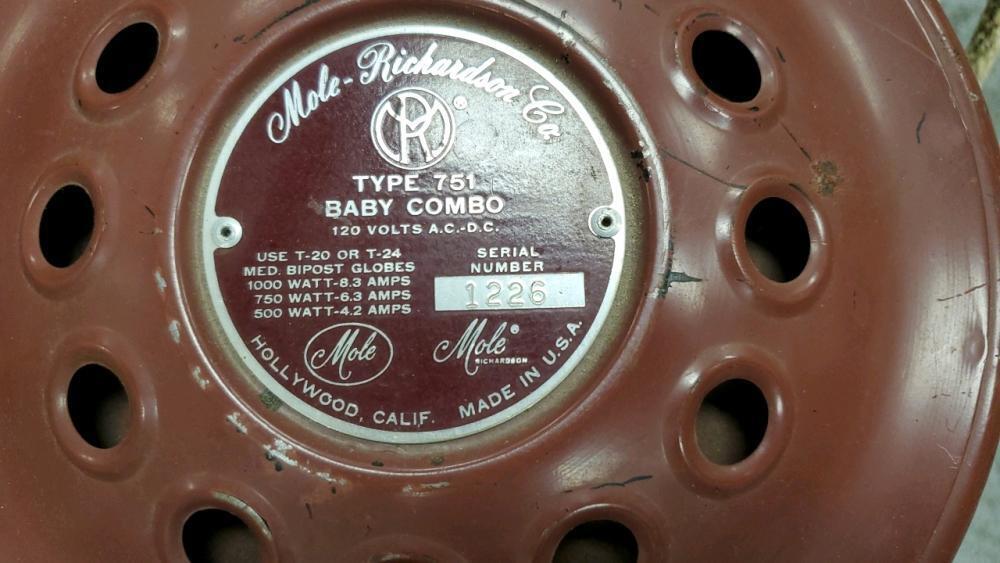 Mole-Richardson Co.
MR ®
TYPE 751
BABY COMBO
120 VOLTS A.C.-D.C.
USE T-20 OR T-24
MED. BIPOST GLOBES
1000 WATT-8.3 AMPS
750 WATT-6.3 AMPS
500 WATT-4.2 AMPS
SERIAL
NUMBER
1226
Mole
Mole®
RICHARDSON
HOLLYWOOD, CALIF. MADE IN U.S.A.